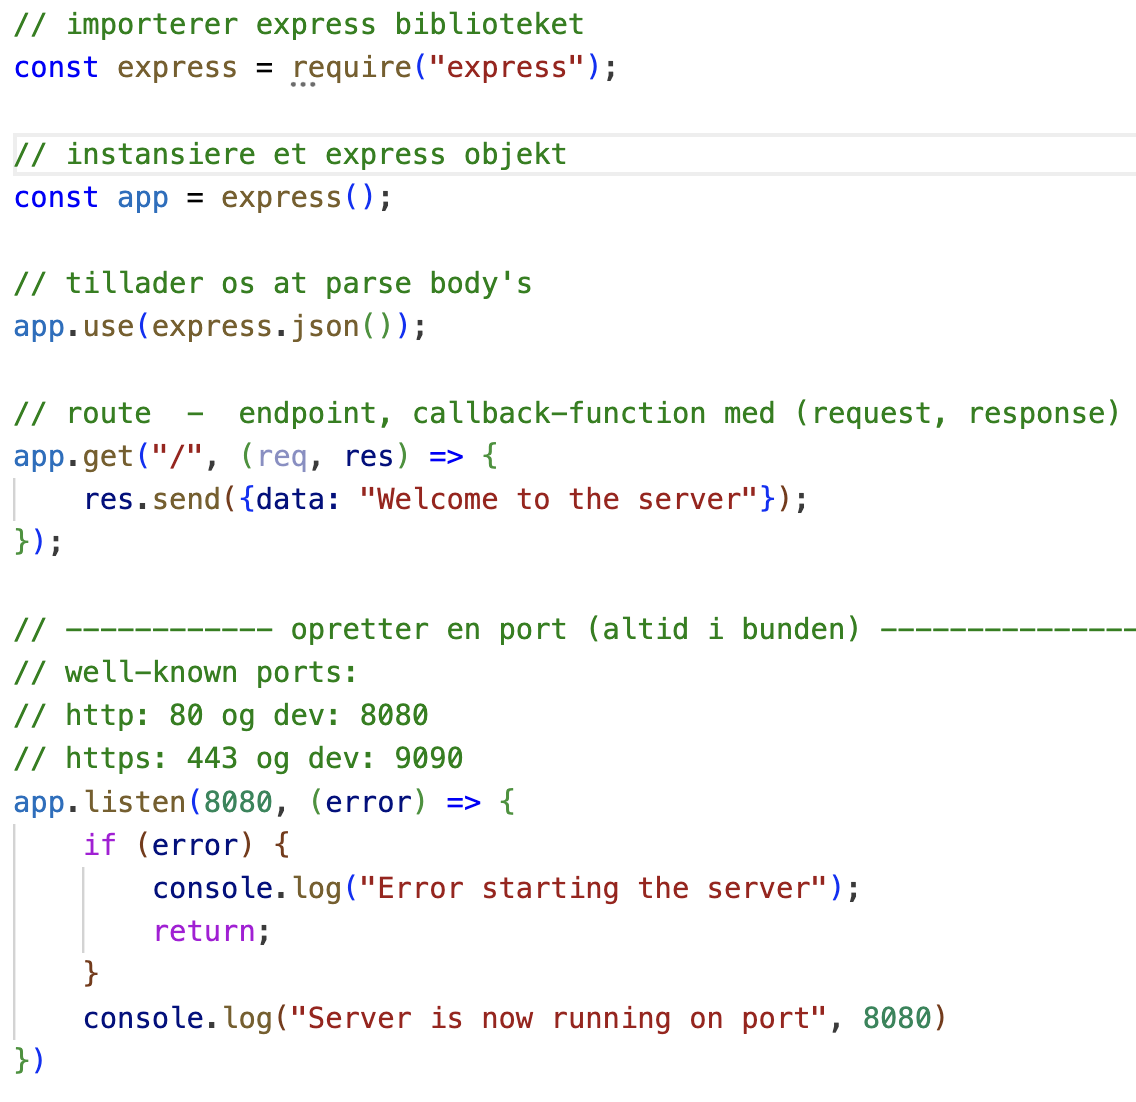 // importerer express biblioteket
const express = require("express");
// instansiere et express objekt
const app = express();
// tillader os at parse body's
app.use(express.json());
// route  -  endpoint, callback-function med (request, response)
app.get("/", (req, res) => {
    res.send({data: "Welcome to the server"});
});
// ------------ opretter en port (altid i bunden) ---------------
// well-known ports:
// http: 80 og dev: 8080
// https: 443 og dev: 9090
app.listen(8080, (error) => {
    if (error) {
        console.log("Error starting the server");
        return;
    }
    console.log("Server is now running on port", 8080)
})